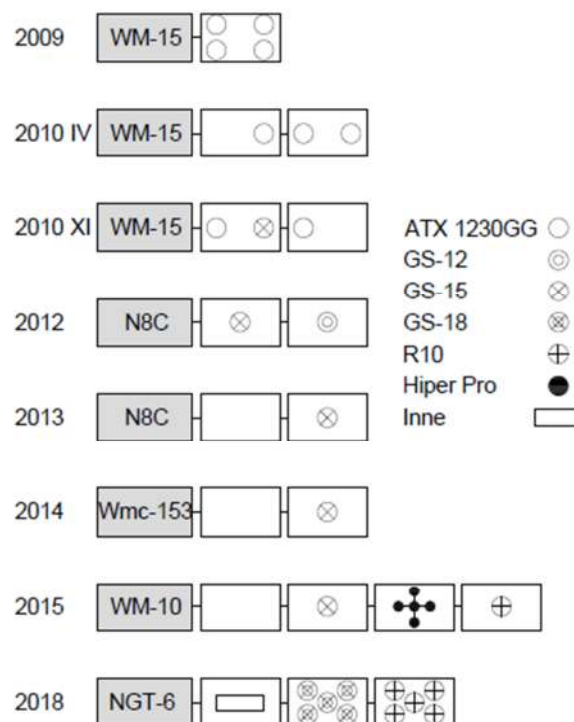 2009 WM-15
2010 IV WM-15
2010 XI WM-15
2012 N8C
2013 N8C
2014 Wmc-153
2015 WM-10
2018 NGT-6
ATX 1230GG
GS-12
GS-15
GS-18
R10
Hiper Pro
Inne